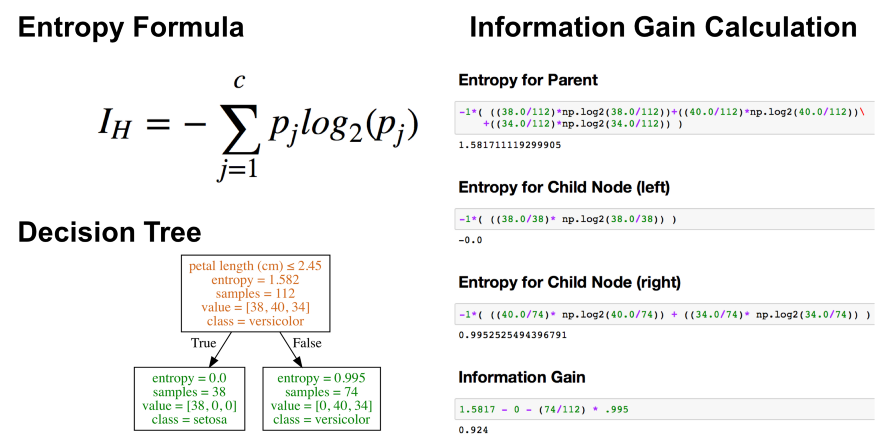 Entropy Formula
I_H = - ∑_{j=1}^{c} p_j log_2(p_j)
Decision Tree
petal length (cm) ≤ 2.45
entropy = 1.582
samples = 112
value = [38, 40, 34]
class = versicolor
True
False
entropy = 0.0
samples = 38
value = [38, 0, 0]
class = setosa
entropy = 0.995
samples = 74
value = [0, 40, 34]
class = versicolor
Information Gain Calculation
Entropy for Parent
-1*( ((38.0/112)*np.log2(38.0/112))+((40.0/112)*np.log2(40.0/112))\
+((34.0/112)*np.log2(34.0/112)) )
1.581711119299905
Entropy for Child Node (left)
-1*( ((38.0/38)* np.log2(38.0/38)) )
-0.0
Entropy for Child Node (right)
-1*( ((40.0/74)* np.log2(40.0/74)) + ((34.0/74)* np.log2(34.0/74)) )
0.9952525494396791
Information Gain
1.5817 - 0 - (74/112) * .995
0.924